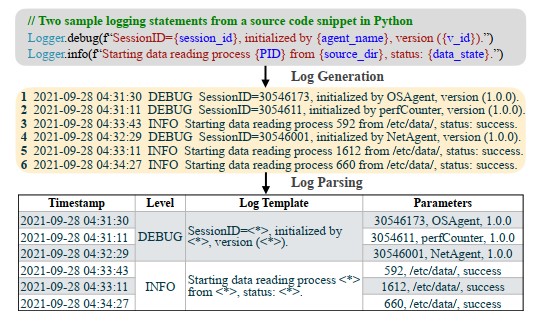 // Two sample logging statements from a source code snippet in Python
Logger.debug(f"SessionID={session_id}, initialized by {agent_name}, version ({v_id}).")
Logger.info(f"Starting data reading process {PID} from {source_dir}, status: {data_state}.")
Log Generation
1 2021-09-28 04:31:30 DEBUG SessionID=30546173, initialized by OSAgent, version (1.0.0).
2 2021-09-28 04:31:11 DEBUG SessionID=3054611, initialized by perfCounter, version (1.0.0).
3 2021-09-28 04:33:43 INFO Starting data reading process 592 from /etc/data/, status: success.
4 2021-09-28 04:32:29 DEBUG SessionID=30546001, initialized by NetAgent, version (1.0.0).
5 2021-09-28 04:33:11 INFO Starting data reading process 1612 from /etc/data/, status: success.
6 2021-09-28 04:34:27 INFO Starting data reading process 660 from /etc/data/, status: success.
Log Parsing
Timestamp Level Log Template Parameters
2021-09-28 04:31:30 30546173, OSAgent, 1.0.0
2021-09-28 04:31:11 DEBUG SessionID=<*>, initialized by <*>, version (<*>). 3054611, perfCounter, 1.0.0
2021-09-28 04:32:29 30546001, NetAgent, 1.0.0
2021-09-28 04:33:43 592, /etc/data/, success
2021-09-28 04:33:11 INFO Starting data reading process <*> from <*>, status: <*>. 1612, /etc/data/, success
2021-09-28 04:34:27 660, /etc/data/, success